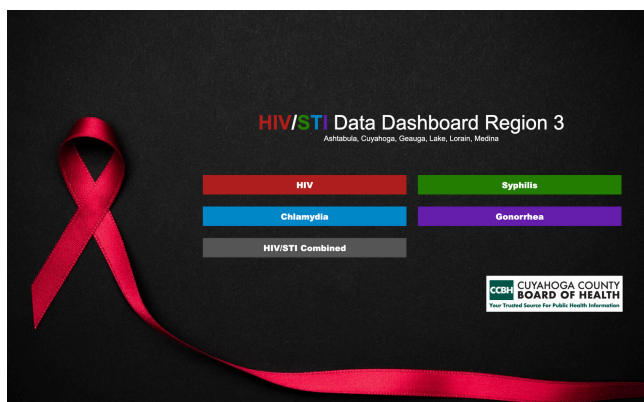 HIV/STI Data Dashboard Region 3
Ashtabula, Cuyahoga, Geauga, Lake, Lorain, Medina
HIV
Syphilis
Chlamydia
Gonorrhea
HIV/STI Combined
CCBH
CUYAHOGA COUNTY
BOARD OF HEALTH
Your Trusted Source For Public Health Information